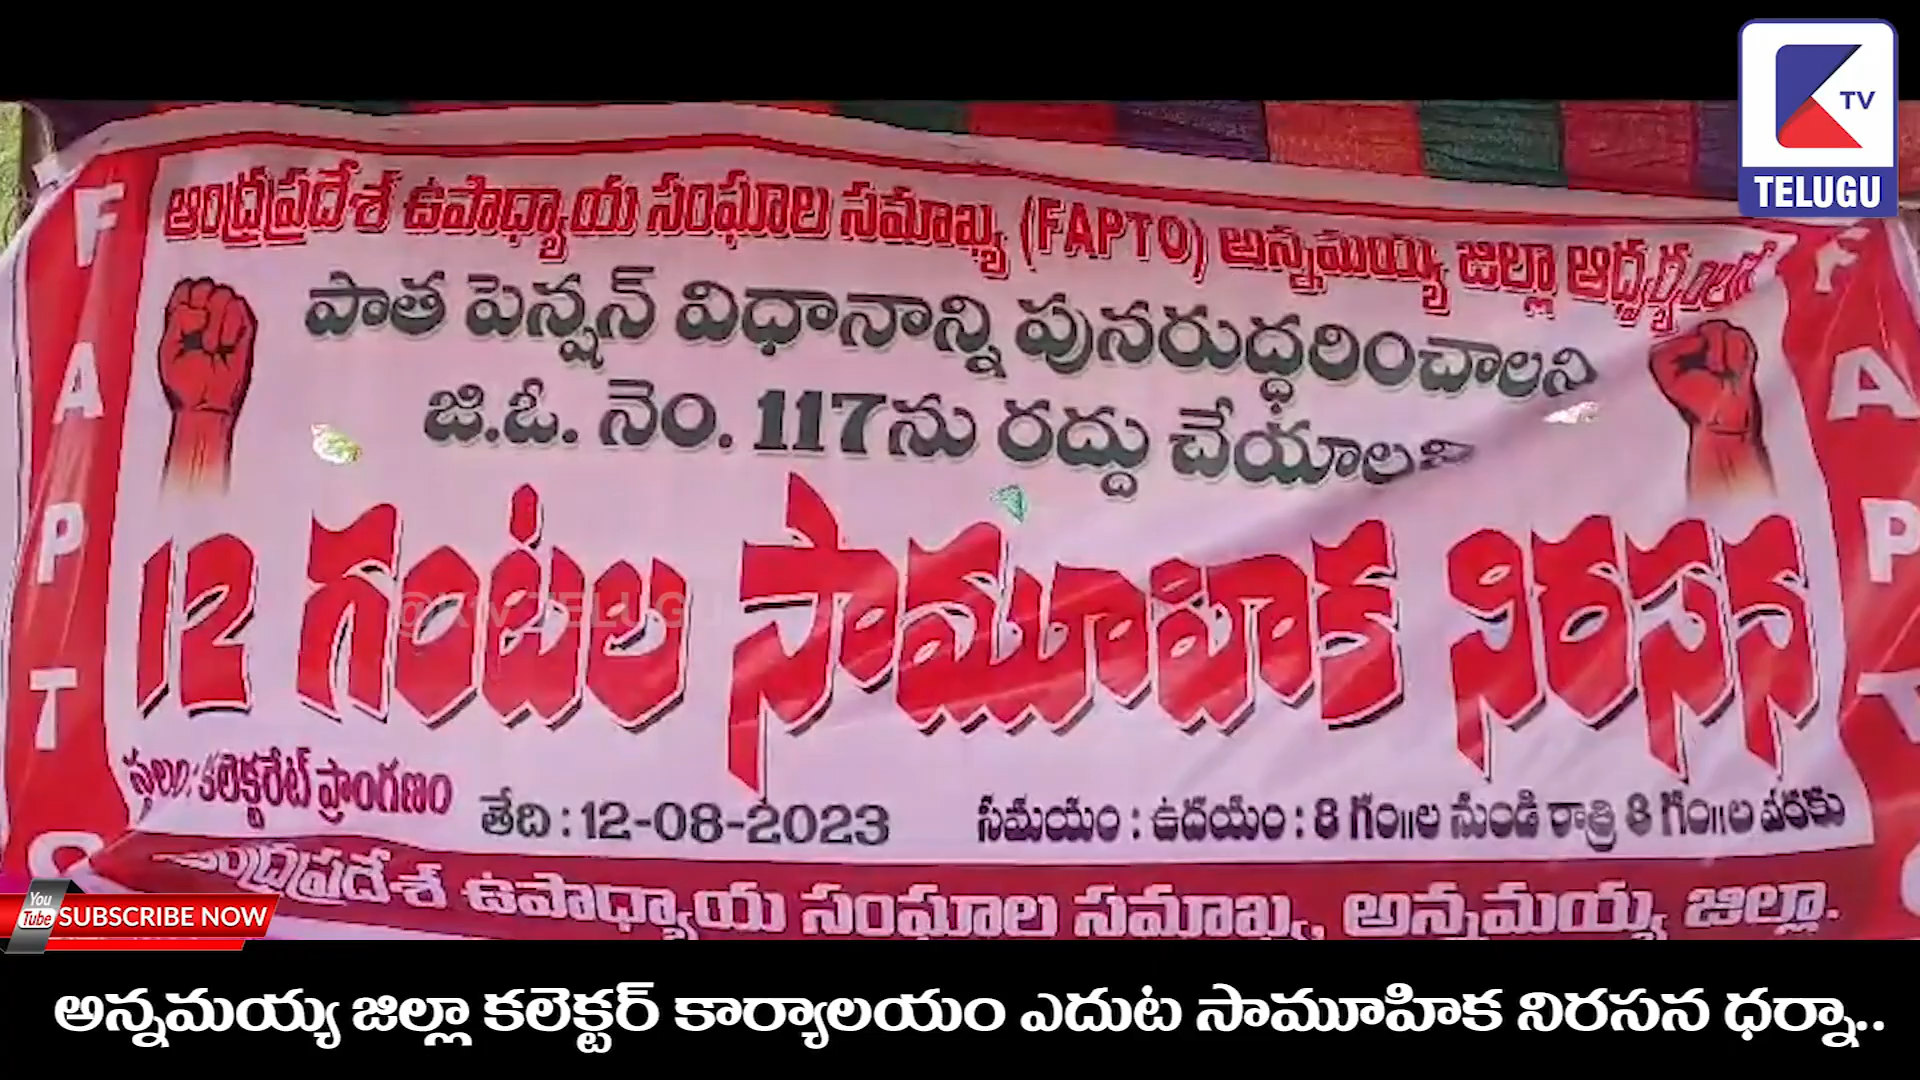 TV
TELUGU
ఆంధ్రప్రదేశ్ ఉపాధ్యాయ సంఘాల సమాఖ్య (FAPTO) అన్నమయ్య జిల్లా ఆధ్వర్యంలో
పాత పెన్షన్ విధానాన్ని పునరుద్ధరించాలని
జి.ఓ. నెం. 117ను రద్దు చేయాలని
12 గంటల సామూహిక నిరసన
స్థలం: కలెక్టరేట్ ప్రాంగణం
తేది : 12-08-2023
సమయం : ఉదయం : 8 గం॥ల నుండి రాత్రి 8 గం॥ల వరకు
ఆంధ్రప్రదేశ్ ఉపాధ్యాయ సంఘాల సమాఖ్య, అన్నమయ్య జిల్లా.
FAPTO
FAPTO
@Ktv TELUGU
You Tube SUBSCRIBE NOW
అన్నమయ్య జిల్లా కలెక్టర్ కార్యాలయం ఎదుట సామూహిక నిరసన ధర్నా..